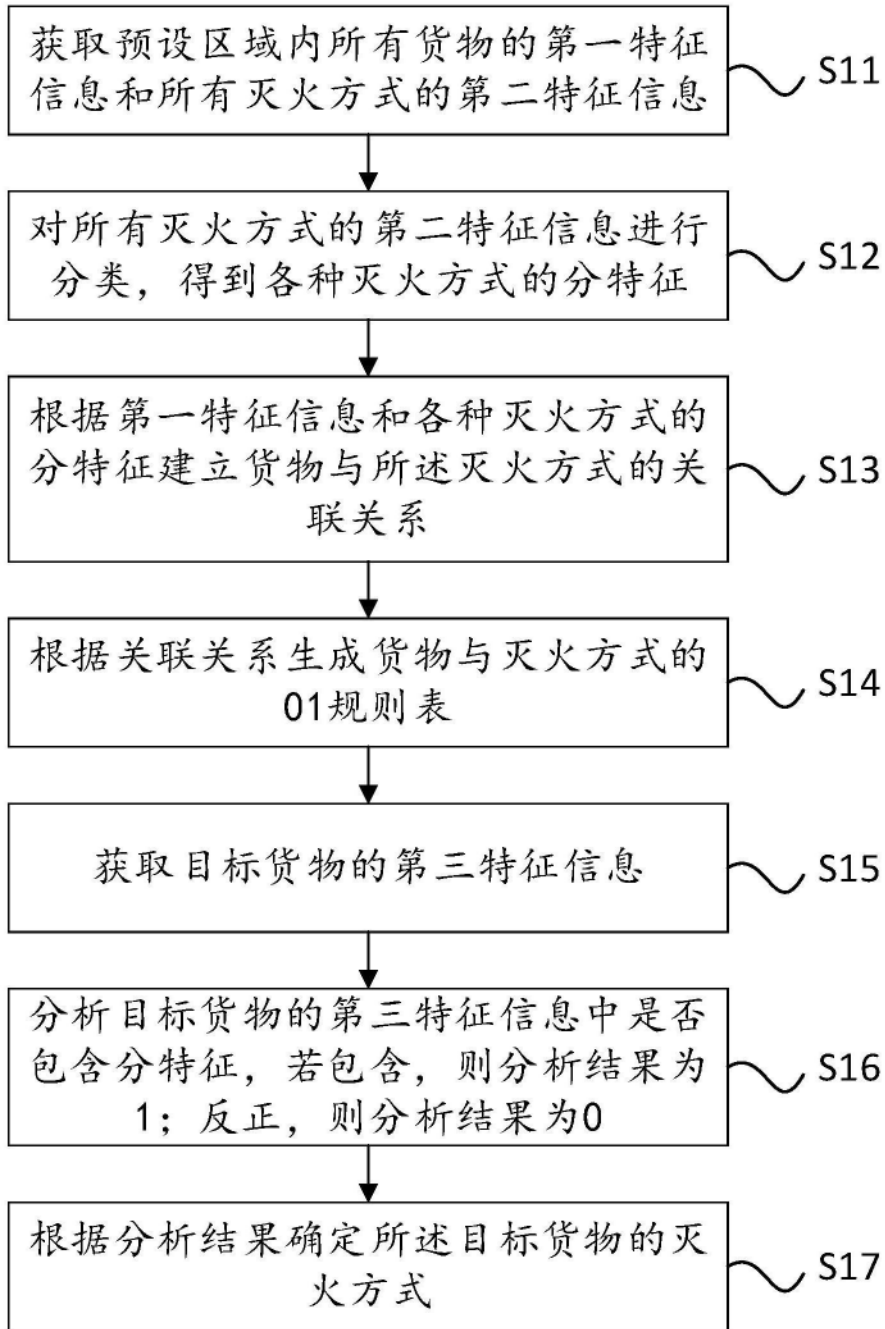 获取预设区域内所有货物的第一特征
信息和所有灭火方式的第二特征信息
S11
对所有灭火方式的第二特征信息进行
分类，得到各种灭火方式的分特征
S12
根据第一特征信息和各种灭火方式的
分特征建立货物与所述灭火方式的关
联关系
S13
根据关联关系生成货物与灭火方式的
01规则表
S14
获取目标货物的第三特征信息
S15
分析目标货物的第三特征信息中是否
包含分特征，若包含，则分析结果为
1；反正，则分析结果为0
S16
根据分析结果确定所述目标货物的灭
火方式
S17